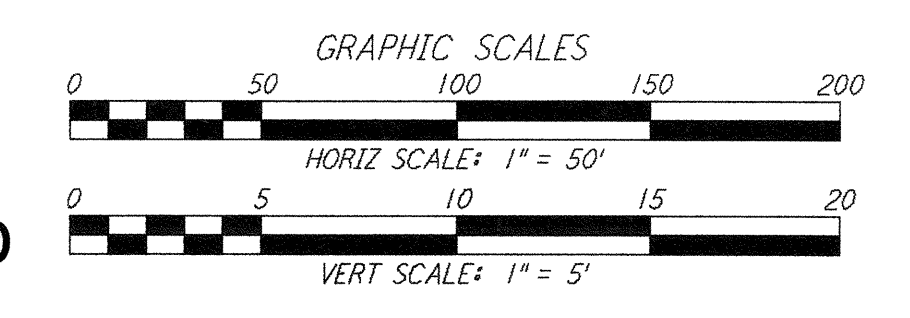 GRAPHIC SCALES
0 50 100 150 200
HORIZ SCALE: 1" = 50'
0 5 10 15 20
VERT SCALE: 1" = 5'